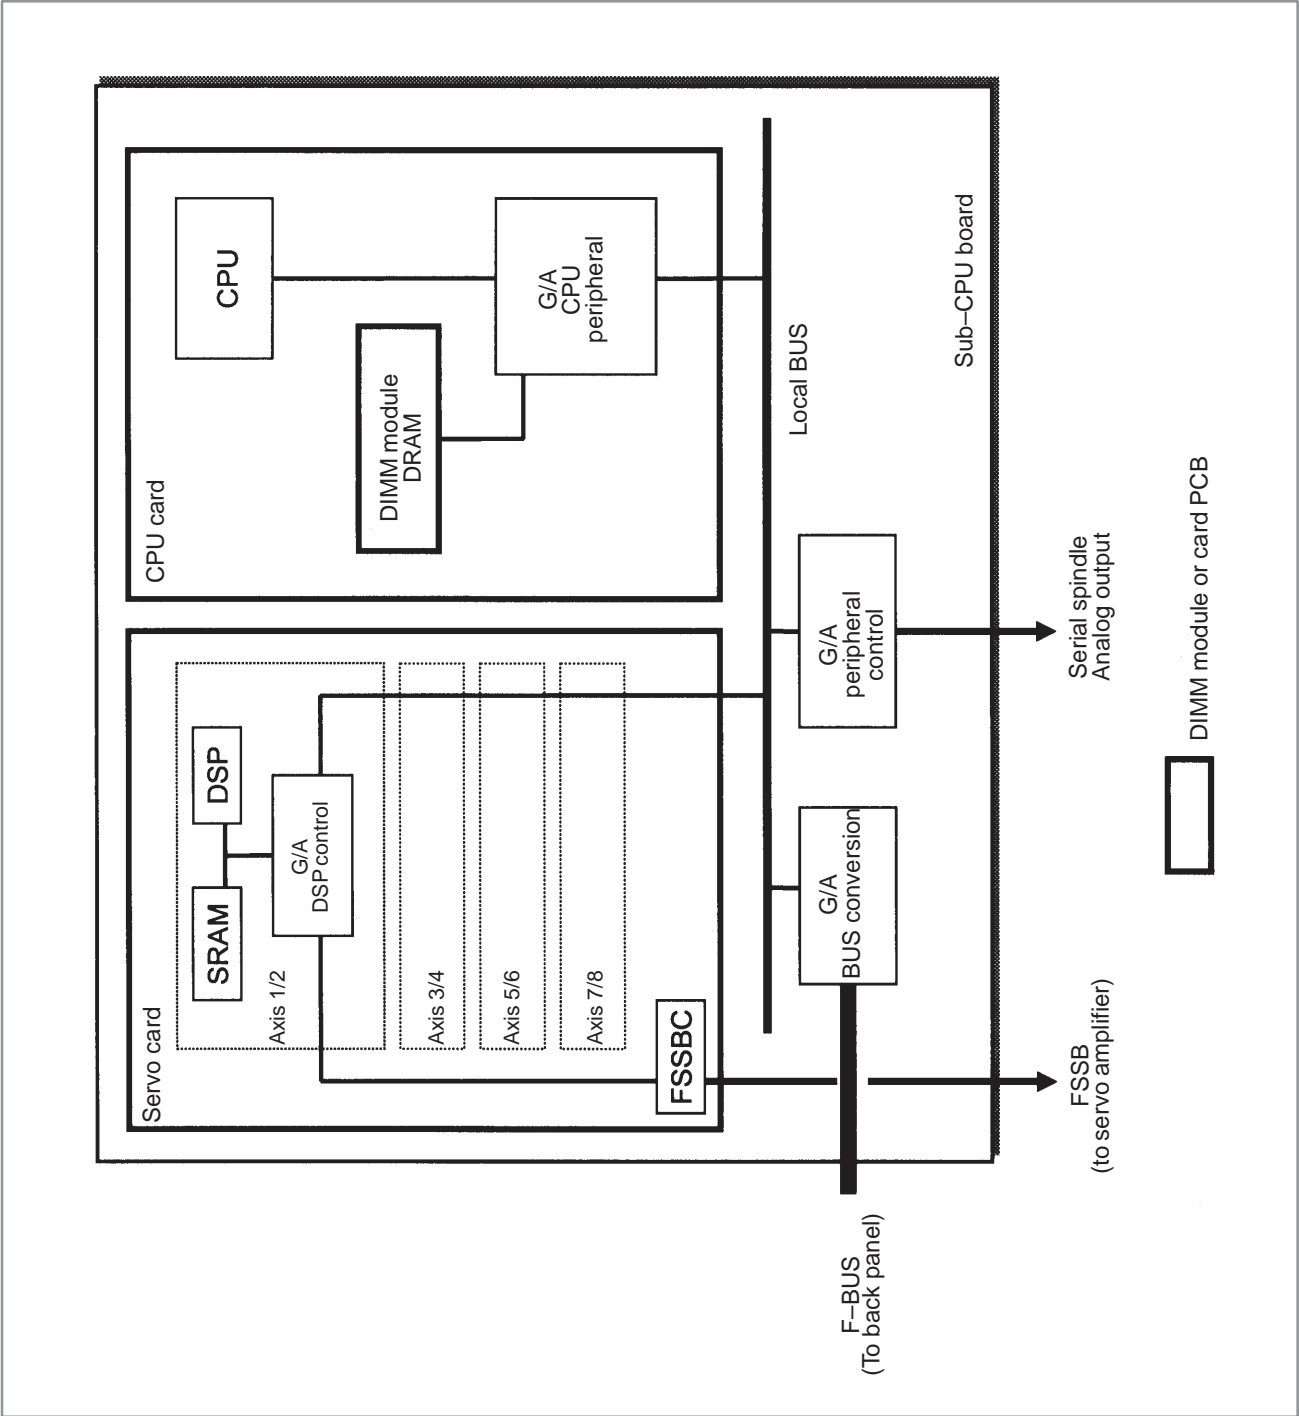 Servo card
SRAM
DSP
G/A
DSP control
Axis 1/2
Axis 3/4
Axis 5/6
Axis 7/8
FSSBC
CPU card
CPU
DIMM module
DRAM
G/A
CPU
peripheral
Local BUS
G/A
BUS conversion
G/A
peripheral
control
Sub–CPU board
F–BUS
(To back panel)
FSSB
(to servo amplifier)
Serial spindle
Analog output
DIMM module or card PCB